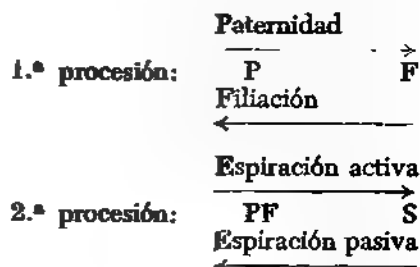 Paternidad
1.ª procesión: P F
Filiación
Espiración activa
2.ª procesión: PF S
Espiración pasiva